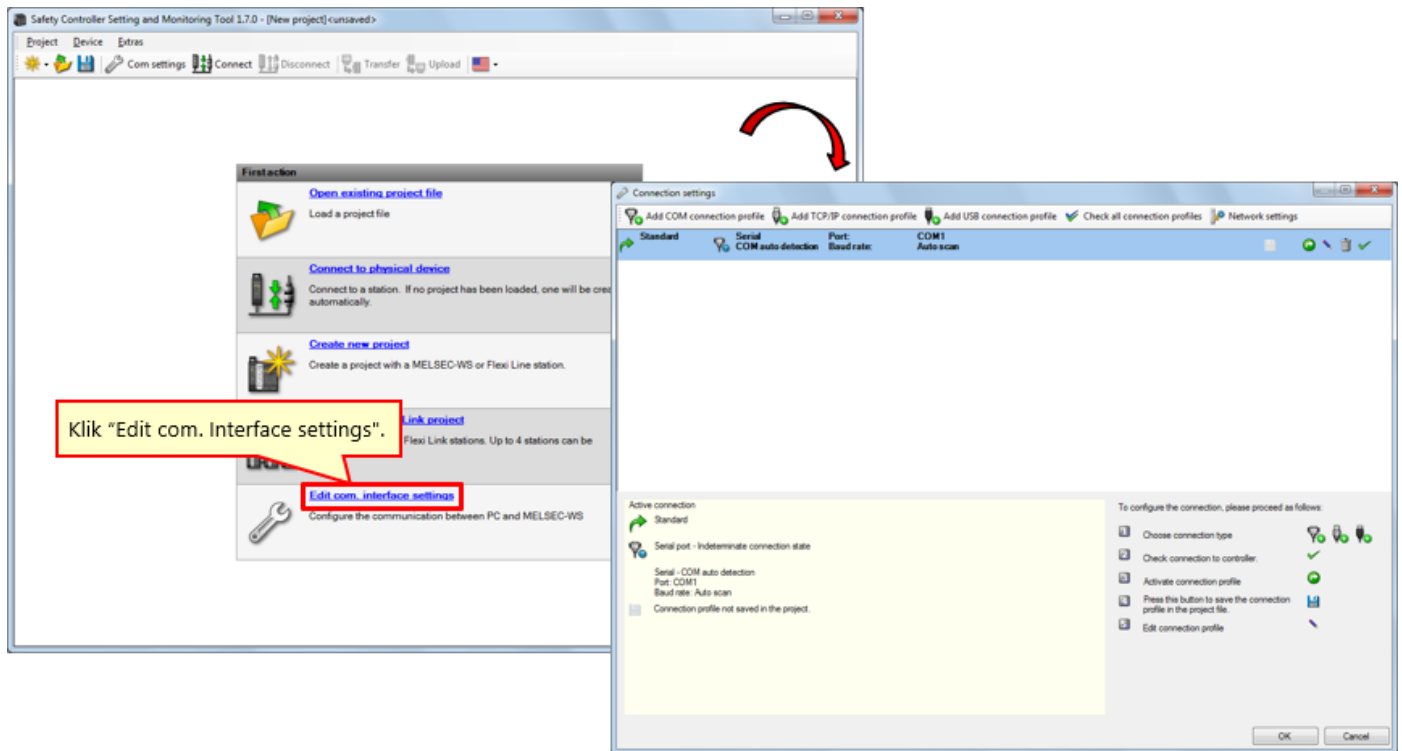 Safety Controller Setting and Monitoring Tool 1.7.0 - [New project]<unsaved>
Project Device Extras
Com settings Connect Disconnect Transfer Upload
First action
Open existing project file
Load a project file
Connect to physical device
Connect to a station. If no project has been loaded, one will be crea
automatically.
Create new project
Create a project with a MELSEC-WS or Flexi Line station.
Link project
Flexi Link stations. Up to 4 stations can be
Klik “Edit com. Interface settings".
Edit com. interface settings
Configure the communication between PC and MELSEC-WS
Connection settings
Add COM connection profile Add TCP/IP connection profile Add USB connection profile Check all connection profiles Network settings
Standard Serial Port: COM1
COM auto detection Baud rate: Auto scan
Active connection
Standard
Serial port - Indeterminate connection state
Serial - COM auto detection
Port: COM1
Baud rate: Auto scan
Connection profile not saved in the project.
To configure the connection, please proceed as follows:
Choose connection type
Check connection to controller.
Activate connection profile
Press this button to save the connection
profile in the project file.
Edit connection profile
OK Cancel